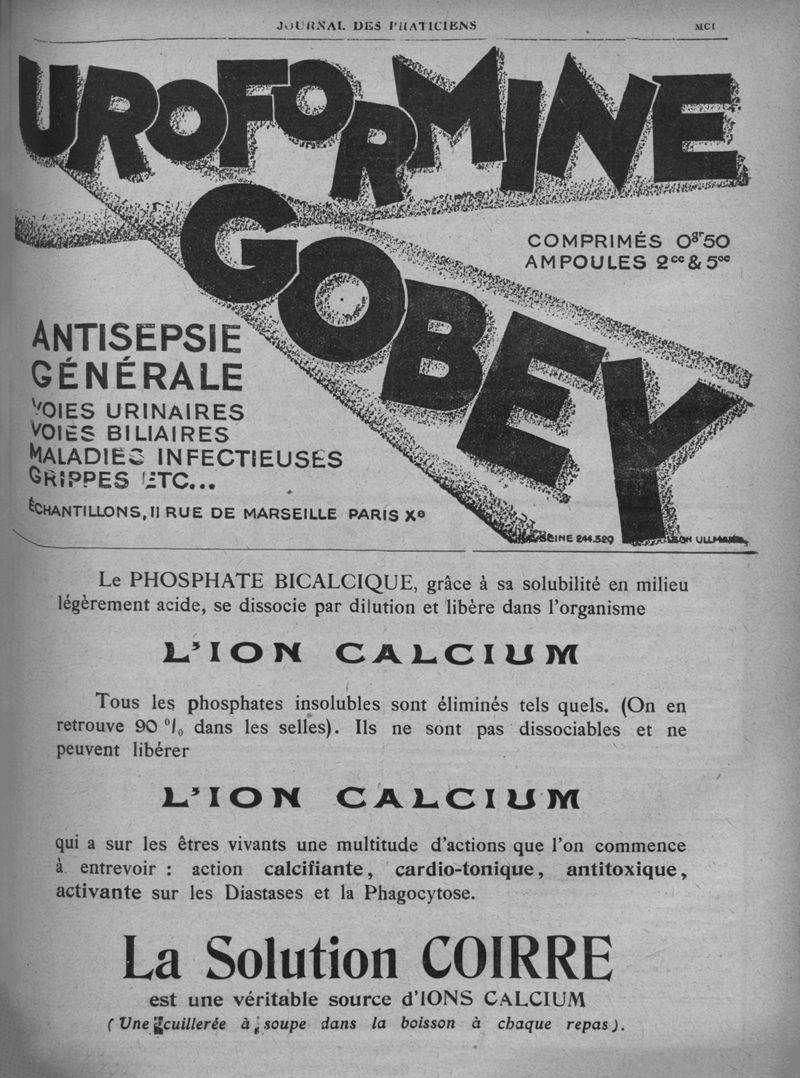 JOURNAL DES PRATICIENS MCI
UROFORMINE
GOBEY
COMPRIMÉS 0gr50
AMPOULES 2cc & 5cc
ANTISEPSIE
GÉNÉRALE
VOIES URINAIRES
VOIES BILIAIRES
MALADIES INFECTIEUSES
GRIPPES ETC...
ÉCHANTILLONS, 11 RUE DE MARSEILLE PARIS Xe
SEINE 244.529 LÉON ULLMANN
Le PHOSPHATE BICALCIQUE, grâce à sa solubilité en milieu
légèrement acide, se dissocie par dilution et libère dans l'organisme
L'ION CALCIUM
Tous les phosphates insolubles sont éliminés tels quels. (On en
retrouve 90 % dans les selles). Ils ne sont pas dissociables et ne
peuvent libérer
L'ION CALCIUM
qui a sur les êtres vivants une multitude d'actions que l'on commence
à entrevoir : action calcifiante, cardio-tonique, antitoxique,
activante sur les Diastases et la Phagocytose.
La Solution COIRRE
est une véritable source d'IONS CALCIUM
(Une cuillerée à soupe dans la boisson à chaque repas).